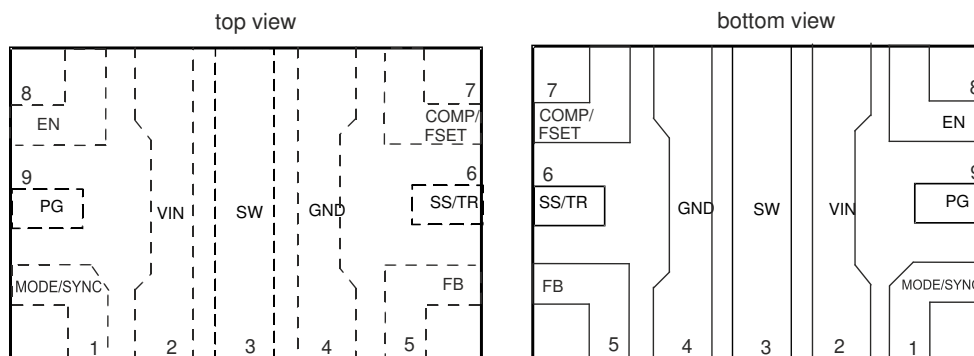 top view
8
EN
7
COMP/
FSET
9
PG
6
SS/TR
VIN
SW
GND
MODE/SYNC
FB
1
2
3
4
5
bottom view
7
COMP/
FSET
8
EN
6
SS/TR
9
PG
GND
SW
VIN
FB
MODE/SYNC
5
4
3
2
1